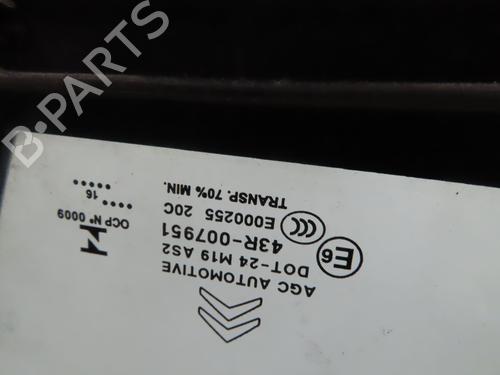 AGC AUTOMOTIVE
DOT-24 M19 AS2
E6 43R-007951
CCC E000255 20C
TRANSP. 70% MIN.
OCP Nº 0009
•••••
16
••••
B-PARTS